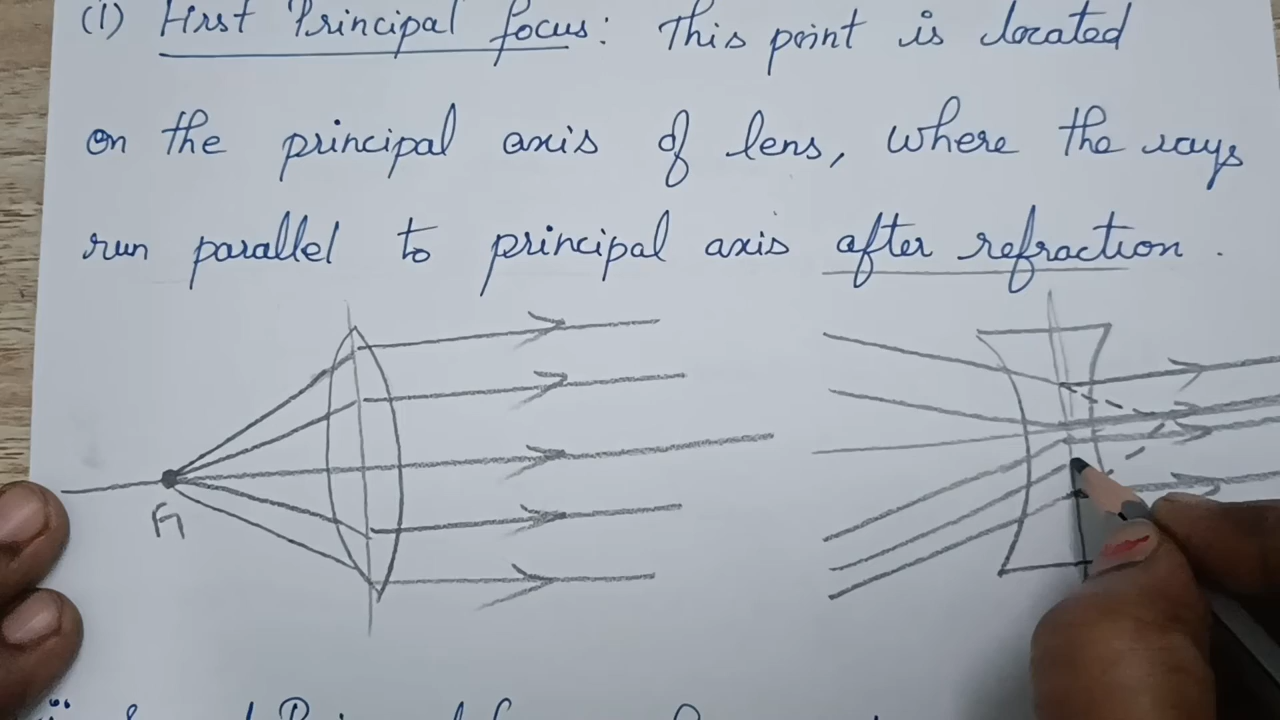 (i) First Principal focus: This point is located
on the principal axis of lens, where the rays
run parallel to principal axis after refraction.
F1